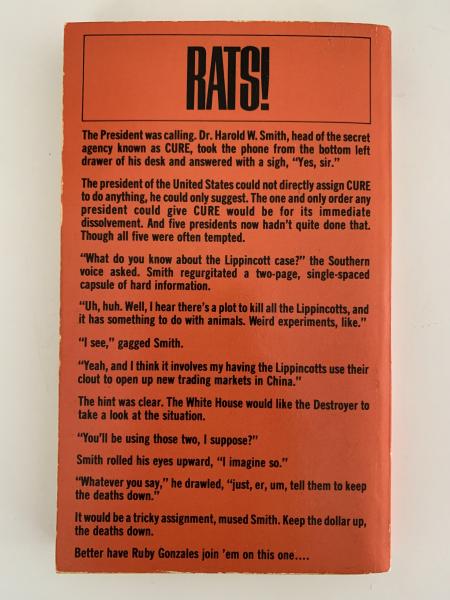 RATS!
The President was calling. Dr. Harold W. Smith, head of the secret
agency known as CURE, took the phone from the bottom left
drawer of his desk and answered with a sigh, "Yes, sir."
The president of the United States could not directly assign CURE
to do anything, he could only suggest. The one and only order any
president could give CURE would be for its immediate
dissolvement. And five presidents now hadn't quite done that.
Though all five were often tempted.
"What do you know about the Lippincott case?" the Southern
voice asked. Smith regurgitated a two-page, single-spaced
capsule of hard information.
"Uh, huh. Well, I hear there's a plot to kill all the Lippincotts, and
it has something to do with animals. Weird experiments, like."
"I see," gagged Smith.
"Yeah, and I think it involves my having the Lippincotts use their
clout to open up new trading markets in China."
The hint was clear. The White House would like the Destroyer to
take a look at the situation.
"You'll be using those two, I suppose?"
Smith rolled his eyes upward, "I imagine so."
"Whatever you say," he drawled, "just, er, um, tell them to keep
the deaths down."
It would be a tricky assignment, mused Smith. Keep the dollar up,
the deaths down.
Better have Ruby Gonzales join 'em on this one....